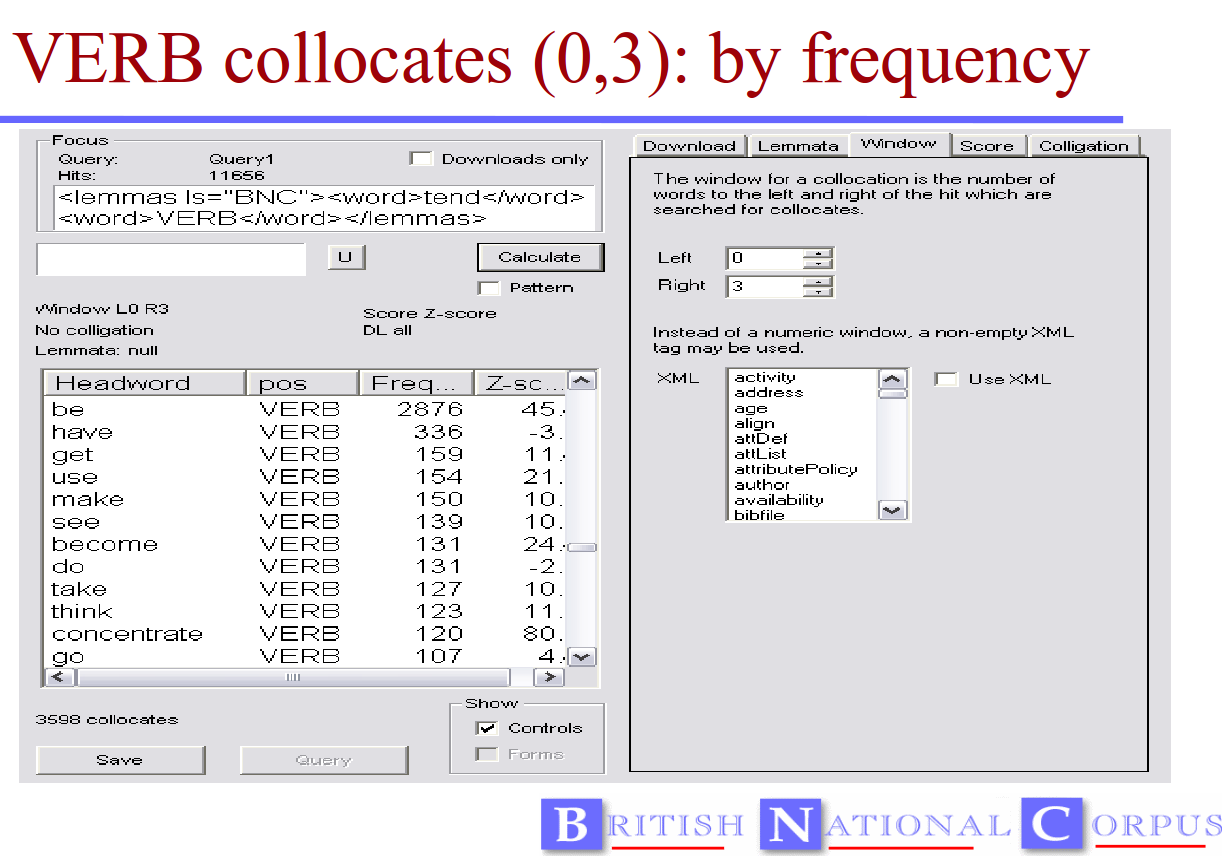 VERB collocates (0,3): by frequency
Focus
Query: Query1
Downloads only
Hits: 11656
<lemmas ls="BNC"><word>tend</word>
<word>VERB</word></lemmas>
U
Calculate
Pattern
Window L0 R3
Score Z-score
No colligation
DL all
Lemmata: null
Headword pos Freq... Z-sc...
be VERB 2876 45.
have VERB 336 -3.
get VERB 159 11.
use VERB 154 21.
make VERB 150 10.
see VERB 139 10.
become VERB 131 24.
do VERB 131 -2.
take VERB 127 10.
think VERB 123 11.
concentrate VERB 120 80.
go VERB 107 4.
3598 collocates
Save
Query
Show
Controls
Forms
Download Lemmata Window Score Colligation
The window for a collocation is the number of
words to the left and right of the hit which are
searched for collocates.
Left 0
Right 3
Instead of a numeric window, a non-empty XML
tag may be used.
XML
activity
address
age
align
attDef
attList
attributePolicy
author
availability
bibfile
Use XML
BRITISH NATIONAL CORPUS